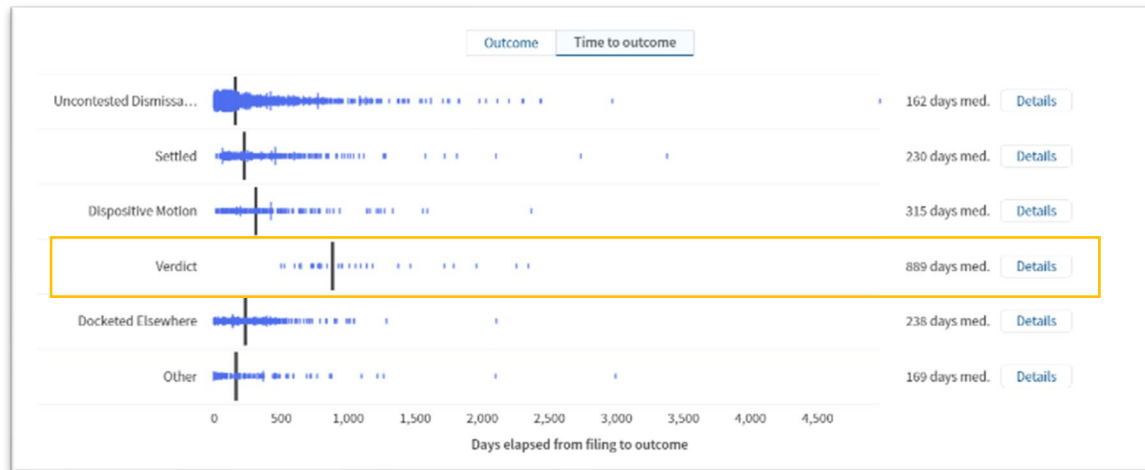 Outcome Time to outcome
Uncontested Dismissa... 162 days med. Details
Settled 230 days med. Details
Dispositive Motion 315 days med. Details
Verdict 889 days med. Details
Docketed Elsewhere 238 days med. Details
Other 169 days med. Details
0 500 1,000 1,500 2,000 2,500 3,000 3,500 4,000 4,500
Days elapsed from filing to outcome